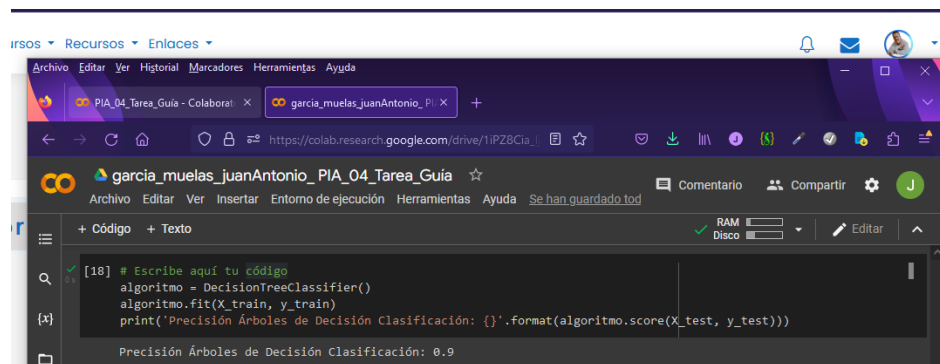 Recursos Enlaces
Archivo Editar Ver Historial Marcadores Herramientas Ayuda
PIA_04_Tarea_Guía - Colaborat
garcia_muelas_juanAntonio_ PI
https://colab.research.google.com/drive/1iPZ8Cia_
garcia_muelas_juanAntonio_ PIA_04_Tarea_Guía
Comentario Compartir J
Archivo Editar Ver Insertar Entorno de ejecución Herramientas Ayuda Se han guardado tod
+ Código + Texto
RAM
Disco
Editar
[18] # Escribe aquí tu código
algoritmo = DecisionTreeClassifier()
algoritmo.fit(X_train, y_train)
print('Precisión Árboles de Decisión Clasificación: {}'.format(algoritmo.score(X_test, y_test)))
{x}
Precisión Árboles de Decisión Clasificación: 0.9